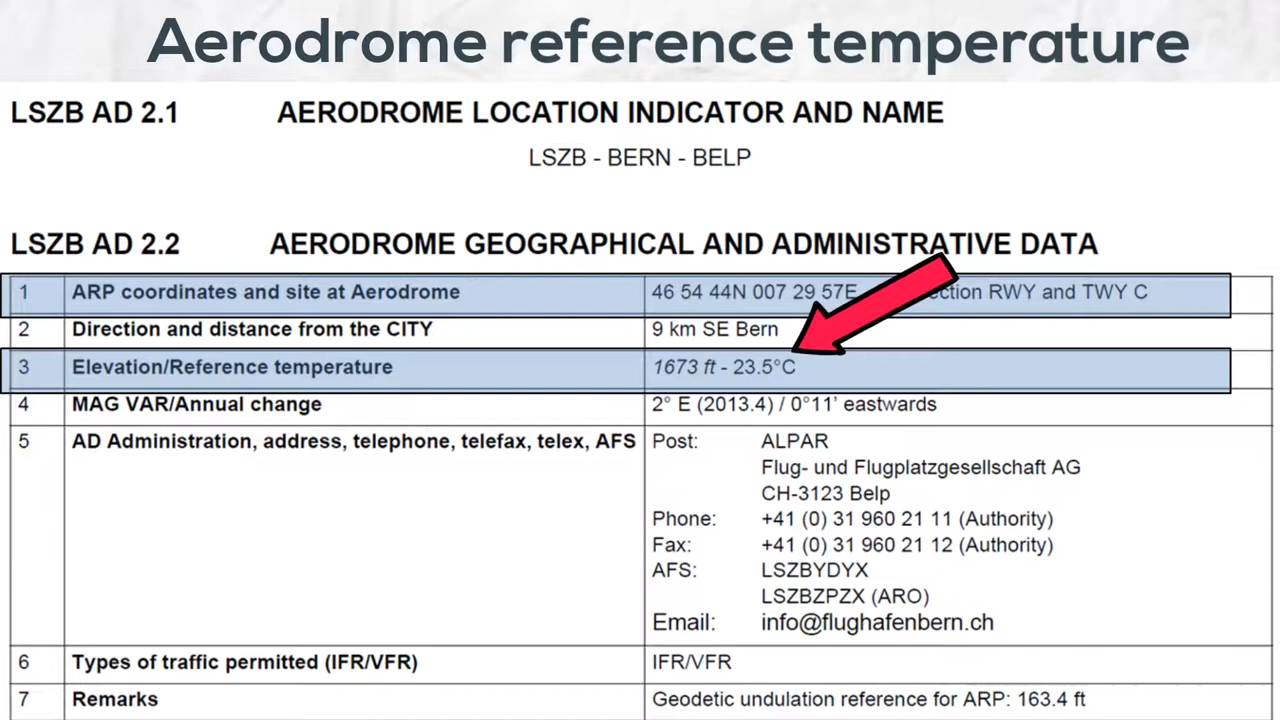 Aerodrome reference temperature
LSZB AD 2.1 AERODROME LOCATION INDICATOR AND NAME
LSZB - BERN - BELP
LSZB AD 2.2 AERODROME GEOGRAPHICAL AND ADMINISTRATIVE DATA
1 ARP coordinates and site at Aerodrome 46 54 44N 007 29 57E RWY and TWY C
2 Direction and distance from the CITY 9 km SE Bern
3 Elevation/Reference temperature 1673 ft - 23.5°C
4 MAG VAR/Annual change 2° E (2013.4) / 0°11' eastwards
5 AD Administration, address, telephone, telefax, telex, AFS Post: ALPAR
Flug- und Flugplatzgesellschaft AG
CH-3123 Belp
Phone: +41 (0) 31 960 21 11 (Authority)
Fax: +41 (0) 31 960 21 12 (Authority)
AFS: LSZBYDYX
LSZBZPZX (ARO)
Email: info@flughafenbern.ch
6 Types of traffic permitted (IFR/VFR) IFR/VFR
7 Remarks Geodetic undulation reference for ARP: 163.4 ft